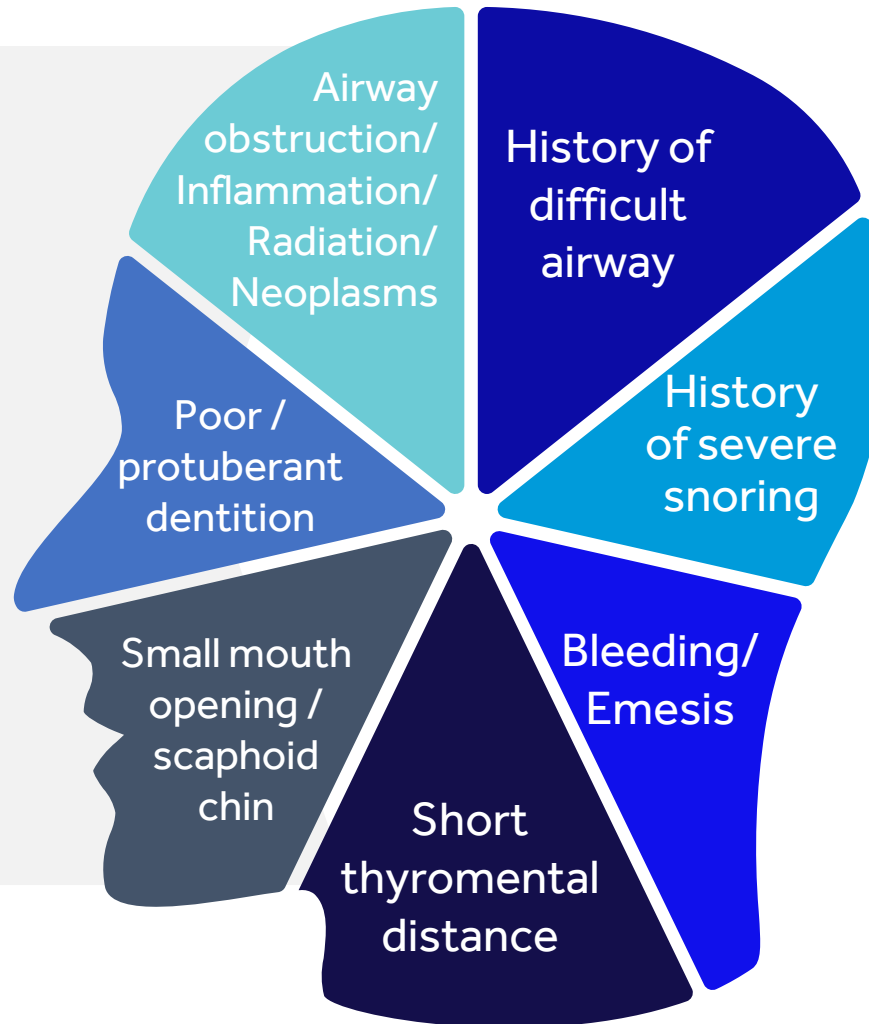 Airway
obstruction/
Inflammation/
Radiation/
Neoplasms
History of
difficult
airway
History
of severe
snoring
Bleeding/
Emesis
Short
thyromental
distance
Small mouth
opening /
scaphoid
chin
Poor /
protuberant
dentition